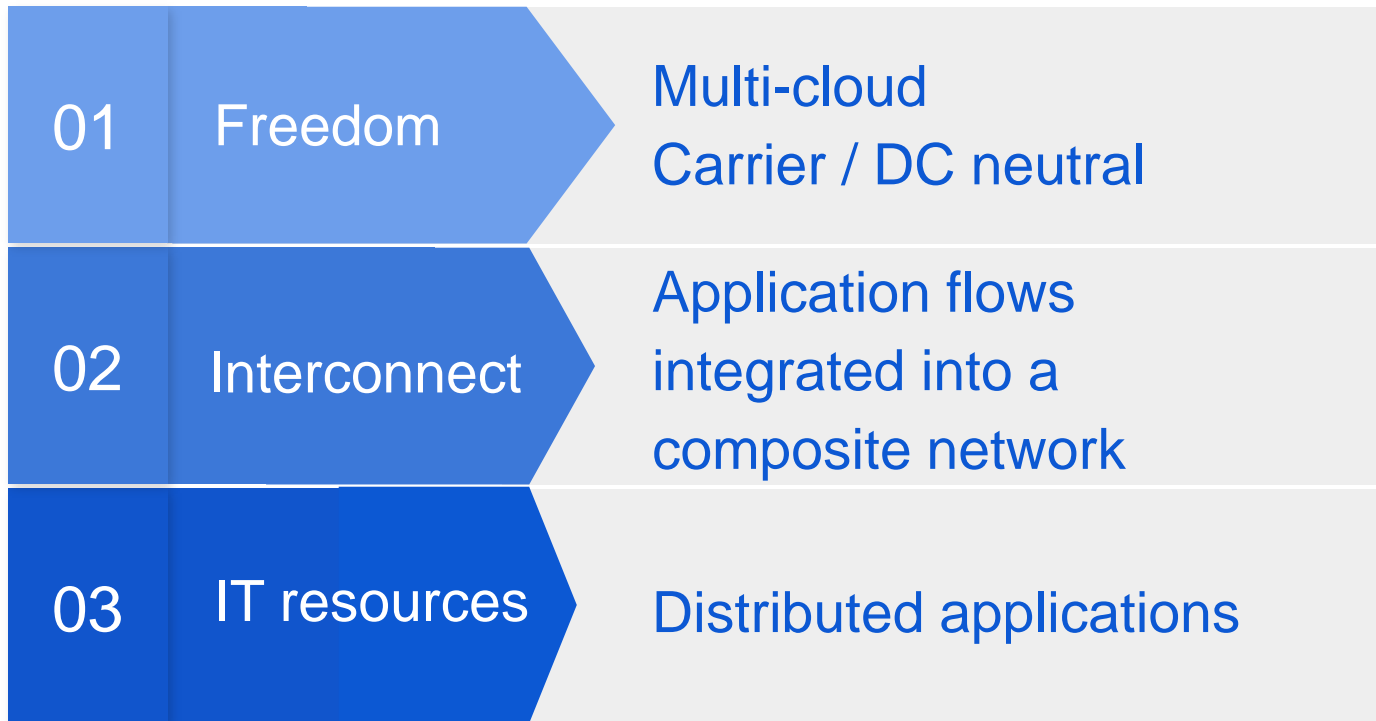 01
Freedom
Multi-cloud
Carrier / DC neutral
02
Interconnect
Application flows
integrated into a
composite network
03
IT resources
Distributed applications